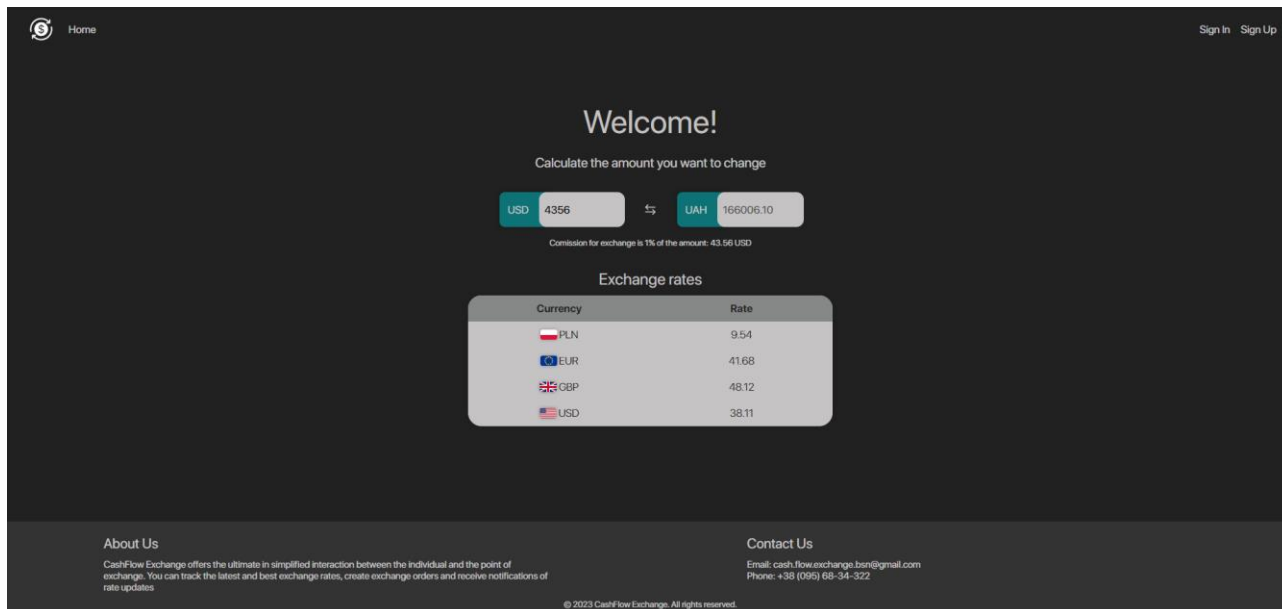 Home
Sign In Sign Up
Welcome!
Calculate the amount you want to change
USD 4356 UAH 166006.10
Comission for exchange is 1% of the amount: 43.56 USD
Exchange rates
Currency Rate
PLN 9.54
EUR 41.68
GBP 48.12
USD 38.11
About Us
CashFlow Exchange offers the ultimate in simplified interaction between the individual and the point of
exchange. You can track the latest and best exchange rates, create exchange orders and receive notifications of
rate updates
Contact Us
Email: cash.flow.exchange.bsn@gmail.com
Phone: +38 (095) 68-34-322
© 2023 CashFlow Exchange. All rights reserved.